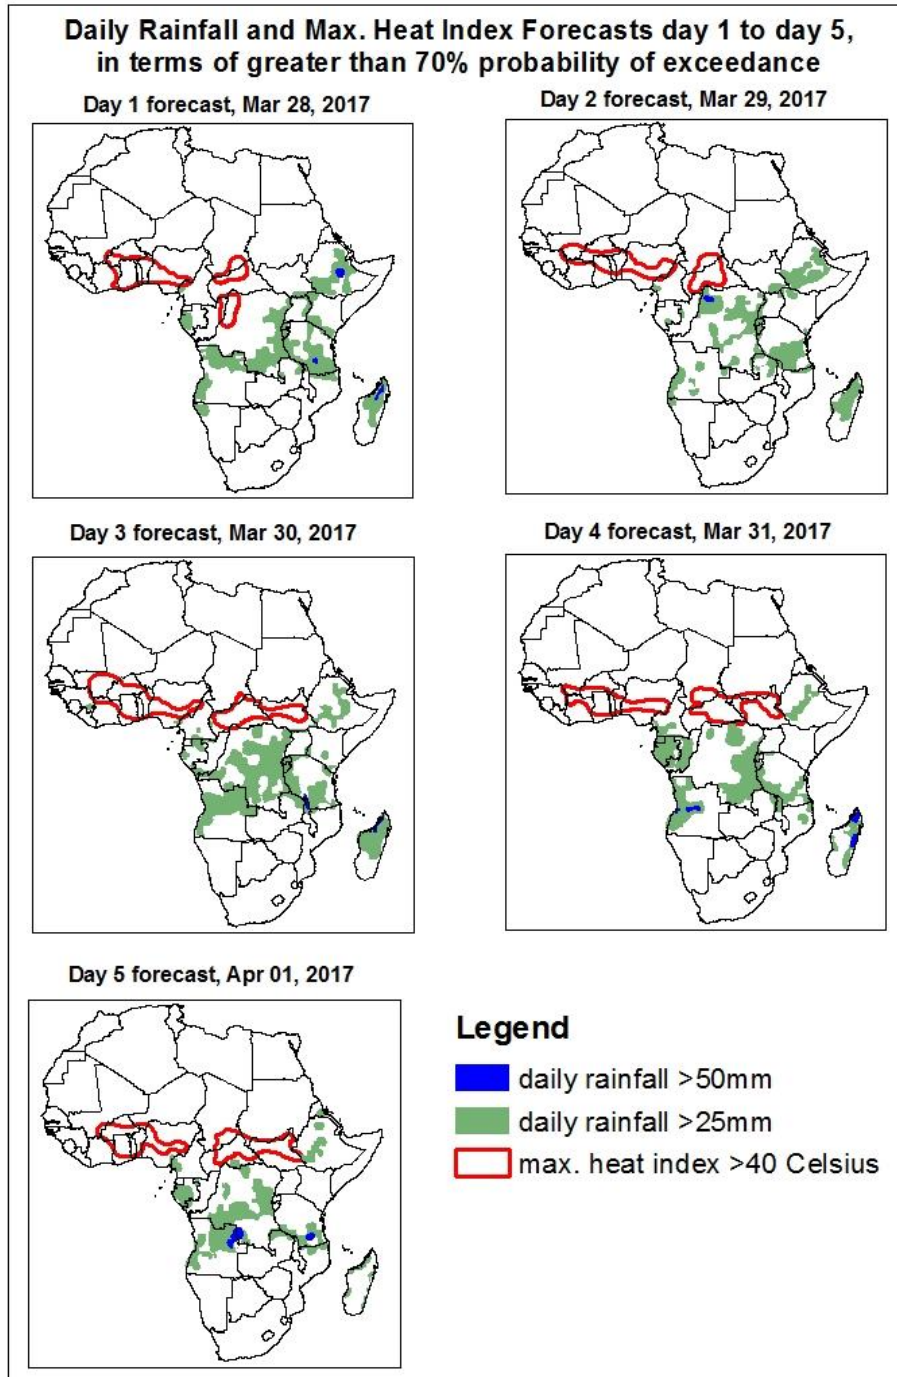 Daily Rainfall and Max. Heat Index Forecasts day 1 to day 5,
in terms of greater than 70% probability of exceedance
Day 1 forecast, Mar 28, 2017
Day 2 forecast, Mar 29, 2017
Day 3 forecast, Mar 30, 2017
Day 4 forecast, Mar 31, 2017
Day 5 forecast, Apr 01, 2017
Legend
daily rainfall >50mm
daily rainfall >25mm
max. heat index >40 Celsius